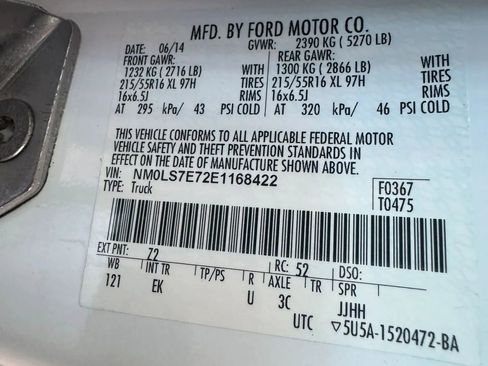 MFD. BY FORD MOTOR CO.
DATE: 06/14 GVWR: 2390 KG ( 5270 LB)
FRONT GAWR: REAR GAWR:
1232 KG ( 2716 LB) WITH 1300 KG ( 2866 LB) WITH
215/55R16 XL 97H TIRES 215/55R16 XL 97H TIRES
16x6.5J RIMS 16x6.5J RIMS
AT 295 kPa/ 43 PSI COLD AT 320 kPa/ 46 PSI COLD
THIS VEHICLE CONFORMS TO ALL APPLICABLE FEDERAL MOTOR
VEHICLE SAFETY AND THEFT PREVENTION STANDARDS IN
EFFECT ON THE DATE OF MANUFACTURE SHOWN ABOVE.
VIN: NM0LS7E72E1168422 F0367
TYPE: Truck T0475
EXT PNT: Z2 RC: 52 DSO:
WB INT TR TP/PS R AXLE TR SPR
121 EK U 3C JJHH
UTC ▽5U5A-1520472-BA